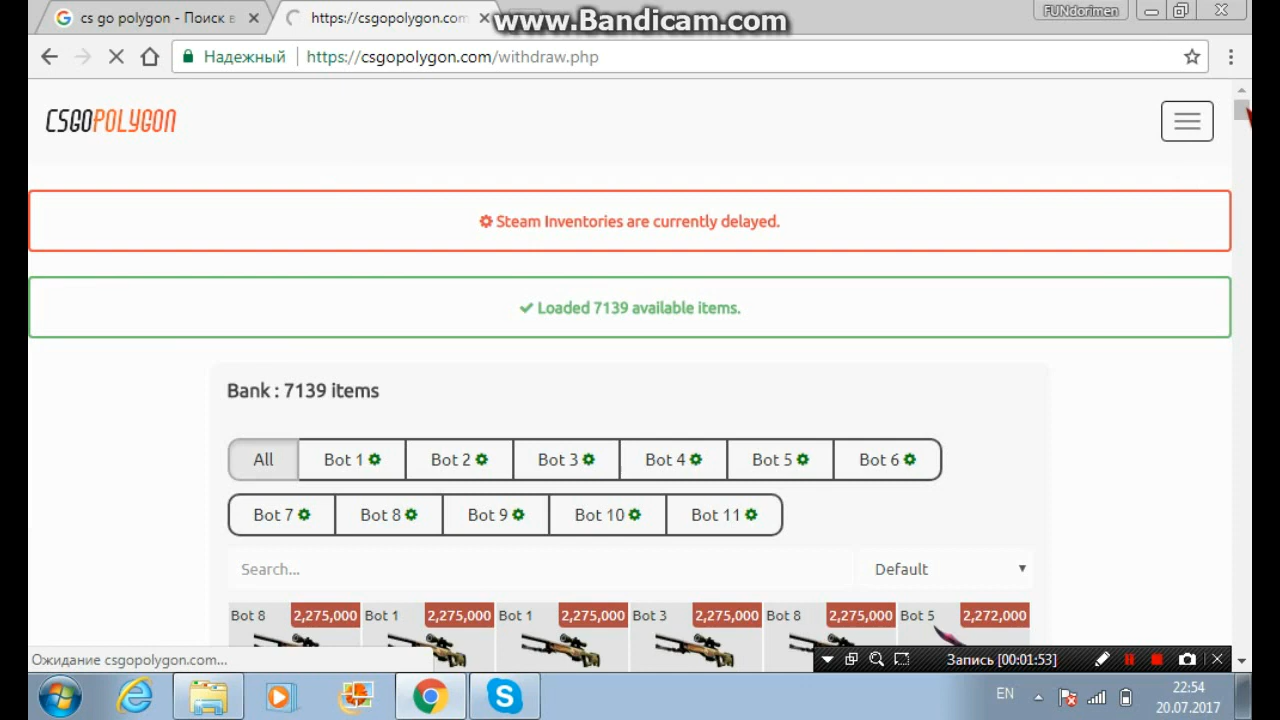 cs go polygon - Поиск в
https://csgopolygon.com
www.Bandicam.com
FUNdorimen
Надежный
https://csgopolygon.com/withdraw.php
CSGOPOLYGON
Steam Inventories are currently delayed.
Loaded 7139 available items.
Bank : 7139 items
All Bot 1 Bot 2 Bot 3 Bot 4 Bot 5 Bot 6
Bot 7 Bot 8 Bot 9 Bot 10 Bot 11
Search... Default
Bot 8 2,275,000 Bot 1 2,275,000 Bot 1 2,275,000 Bot 3 2,275,000 Bot 8 2,275,000 Bot 5 2,272,000
Ожидание csgopolygon.com...
Запись [00:01:53]
EN
22:54
20.07.2017